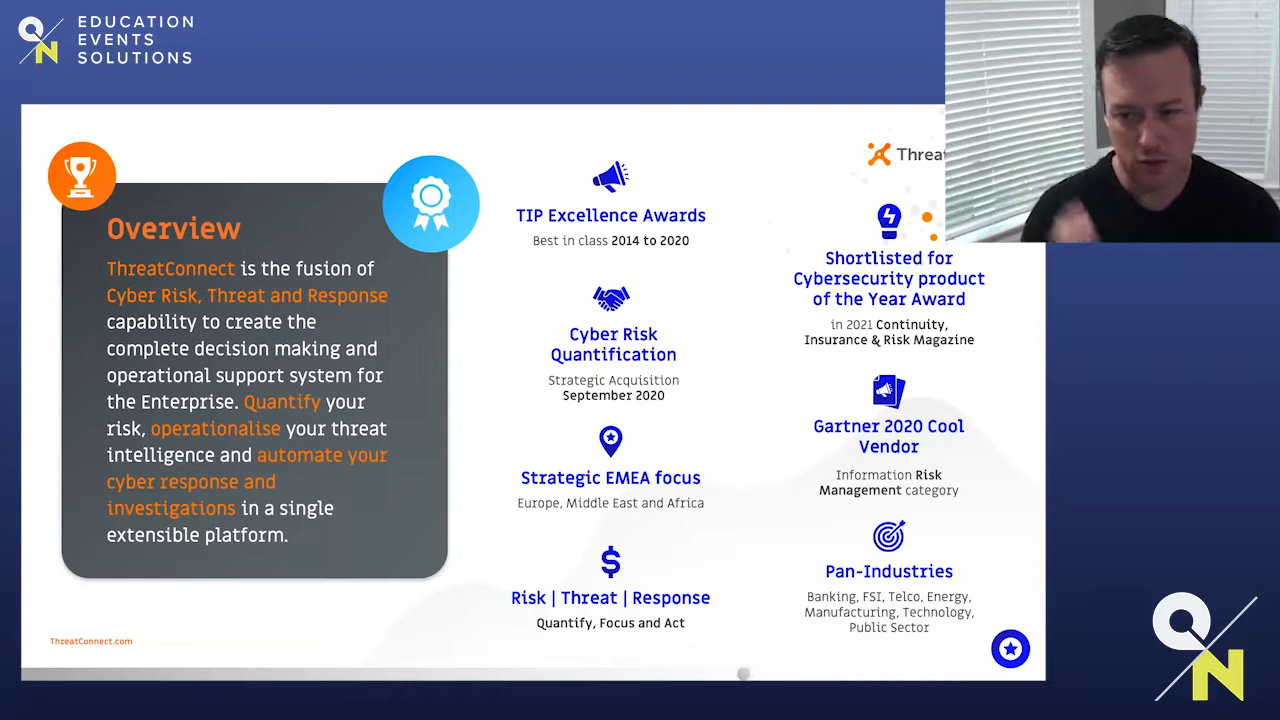 QN
EDUCATION
EVENTS
SOLUTIONS
Overview
ThreatConnect is the fusion of
Cyber Risk, Threat and Response
capability to create the
complete decision making and
operational support system for
the Enterprise. Quantify your
risk, operationalise your threat
intelligence and automate your
cyber response and
investigations in a single
extensible platform.
ThreatConnect.com
TIP Excellence Awards
Best in class 2014 to 2020
Cyber Risk
Quantification
Strategic Acquisition
September 2020
Strategic EMEA focus
Europe, Middle East and Africa
$
Risk | Threat | Response
Quantify, Focus and Act
Threa
Shortlisted for
Cybersecurity product
of the Year Award
in 2021 Continuity,
Insurance & Risk Magazine
Gartner 2020 Cool
Vendor
Information Risk
Management category
Pan-Industries
Banking, FSI, Telco, Energy,
Manufacturing, Technology,
Public Sector
QN